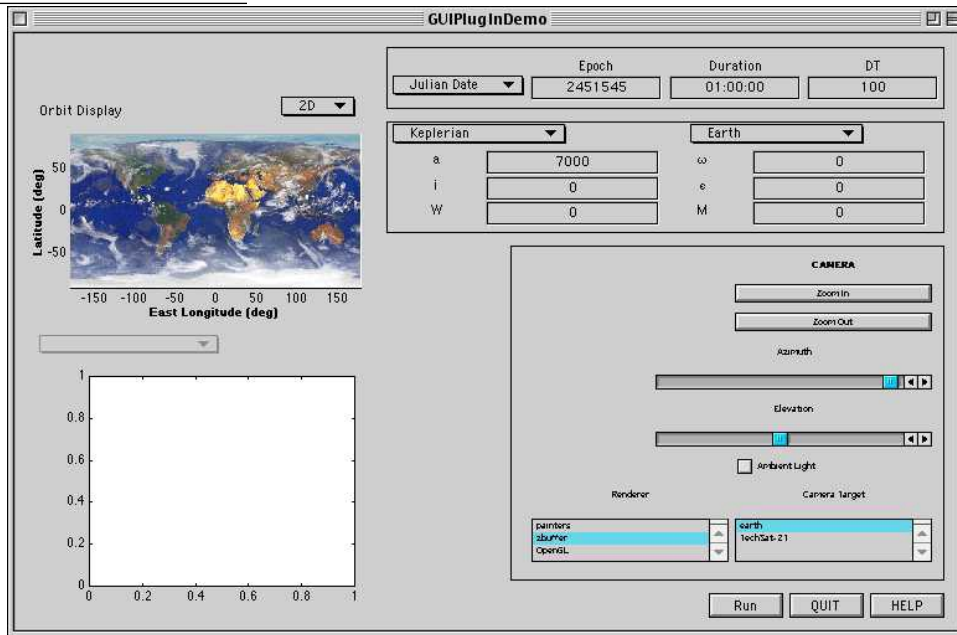 GUIPlugInDemo
Epoch Duration DT
Julian Date 2451545 01:00:00 100
Orbit Display 2D
Keplerian Earth
a 7000 ω 0
i 0 e 0
W 0 M 0
50
0
-50
Latitude (deg)
-150 -100 -50 0 50 100 150
East Longitude (deg)
CAMERA
Zoom In
Zoom Out
Azimuth
Elevation
Ambient Light
Renderer Camera Target
painters
zbuffer
OpenGL
earth
TechSat-21
1
0.8
0.6
0.4
0.2
0
0 0.2 0.4 0.6 0.8 1
Run QUIT HELP